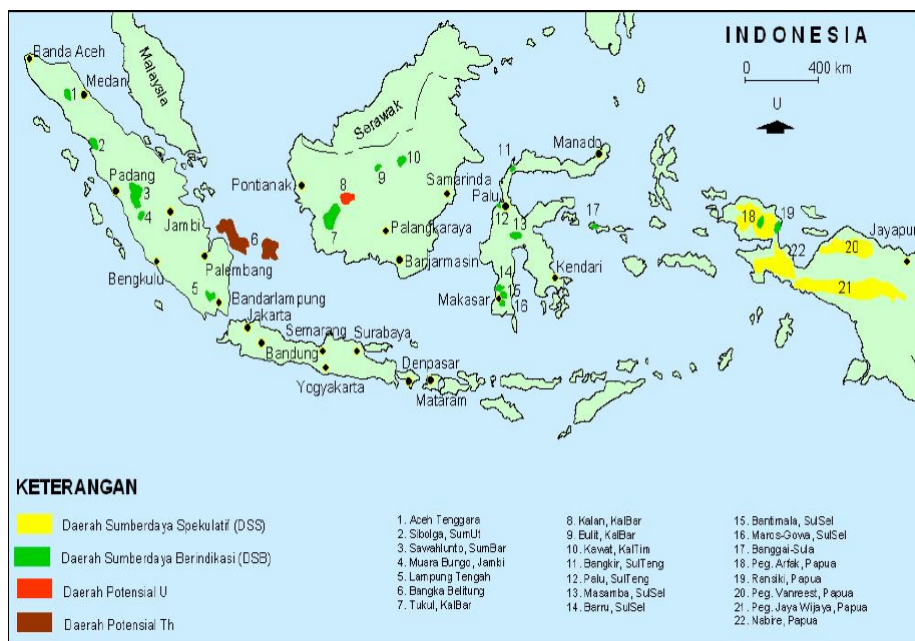 INDONESIA
0 400 km
U
Banda Aceh
Medan
Malaysia
1
2
Serawak
Manado
11
10
9
Padang
3
4
Jambi
Pontianak
8
Samarinda
Palu
12
17
18
19
Jayapur
7
6
Palangkaraya
13
22
20
Bengkulu
Palembang
Banjarmasin
14
Kendari
21
5
Bandarlampung
Makasar
5
16
Jakarta
Semarang
Surabaya
Bandung
Denpasar
Yogyakarta
Mataram
KETERANGAN
Daerah Sumberdaya Spekulatif (DSS)
Daerah Sumberdaya Berindikasi (DSB)
Daerah Potensial U
Daerah Potensial Th
1. Aceh Tenggara
2. Sibolga, SumUt
3. Sawahlunto, SumBar
4. Muara Bungo, Jambi
5. Lampung Tengah
6. Bangka Belitung
7. Tukul, KalBar
8. Kalan, KalBar
9. Bulit, KalBar
10. Kawat, KalTim
11. Bangkir, SulTeng
12. Palu, SulTeng
13. Masamba, SulSel
14. Barru, SulSel
15. Bantimala, SulSel
16. Maros-Gowa, SulSel
17. Banggai-Sula
18. Peg. Arfak, Papua
19. Ransiki, Papua
20. Peg. Vanreest, Papua
21. Peg. Jaya Wijaya, Papua
22. Nabire, Papua